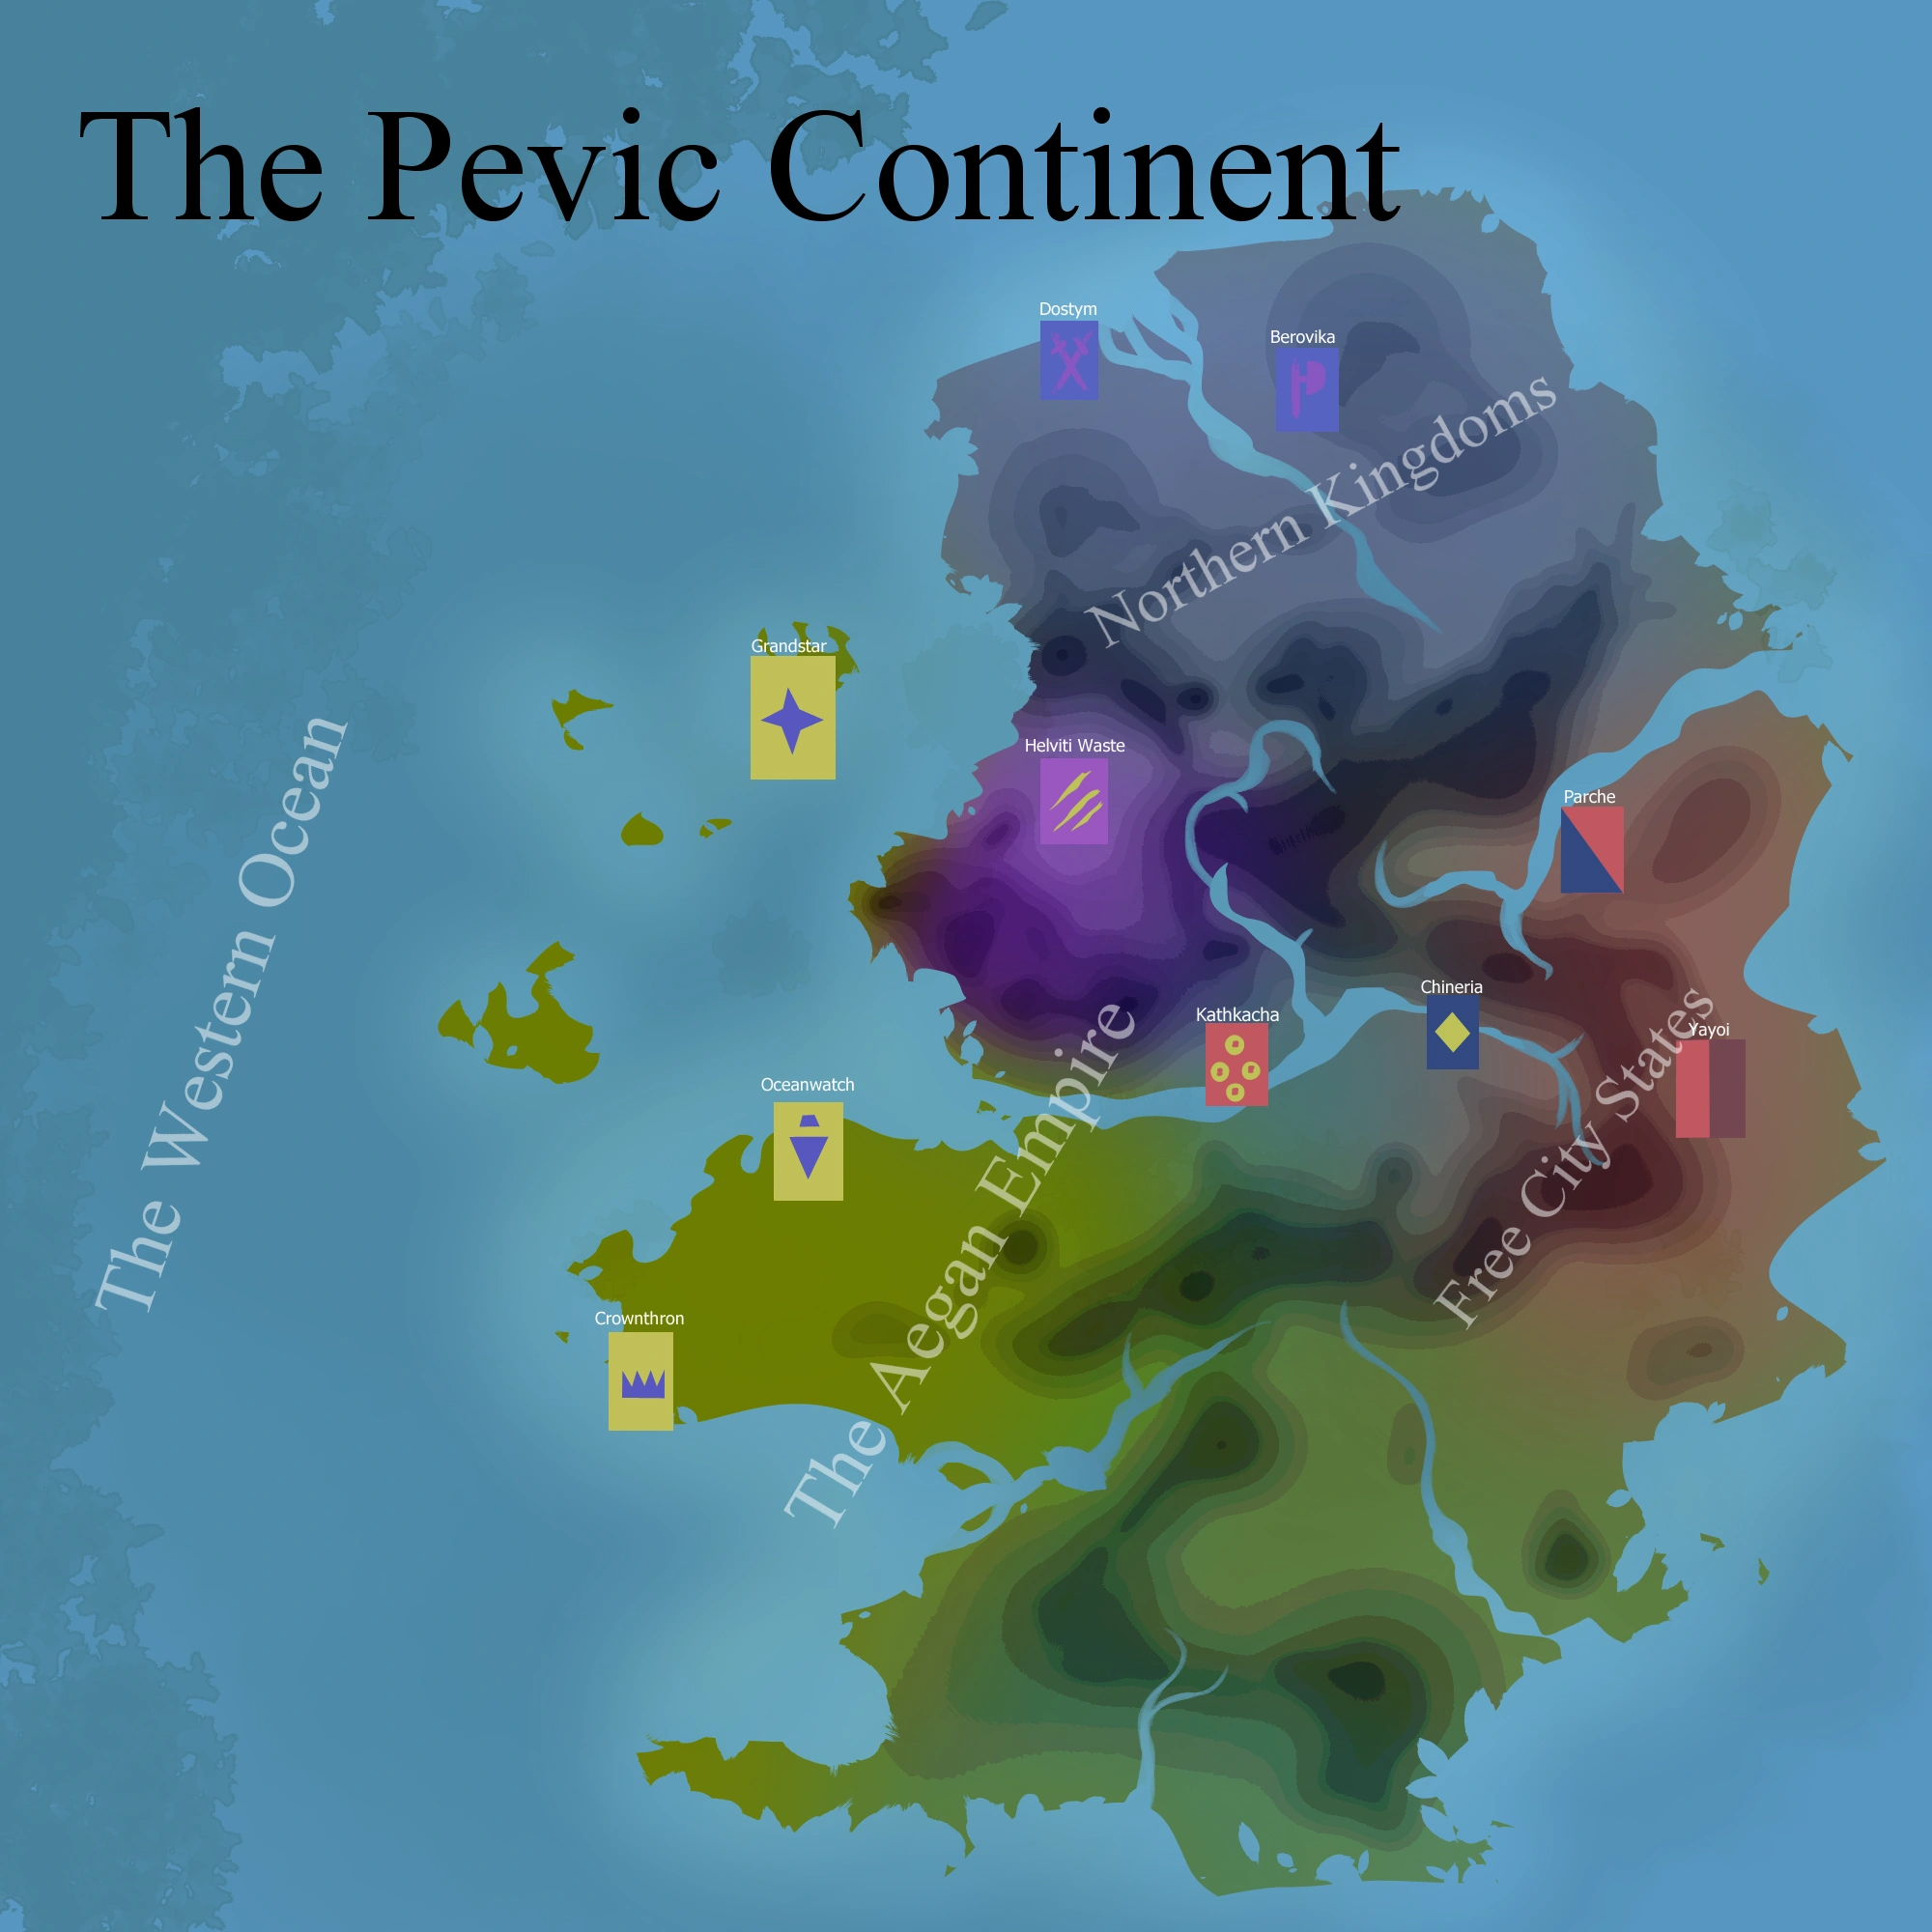 The Pevic Continent
Dostym
Berovika
Northern Kingdoms
Grandstar
Helviti Waste
The Western Ocean
Parche
Chineria
Kathkacha
Yayoi
Free City States
Oceanwatch
The Aegan Empire
Crownthron